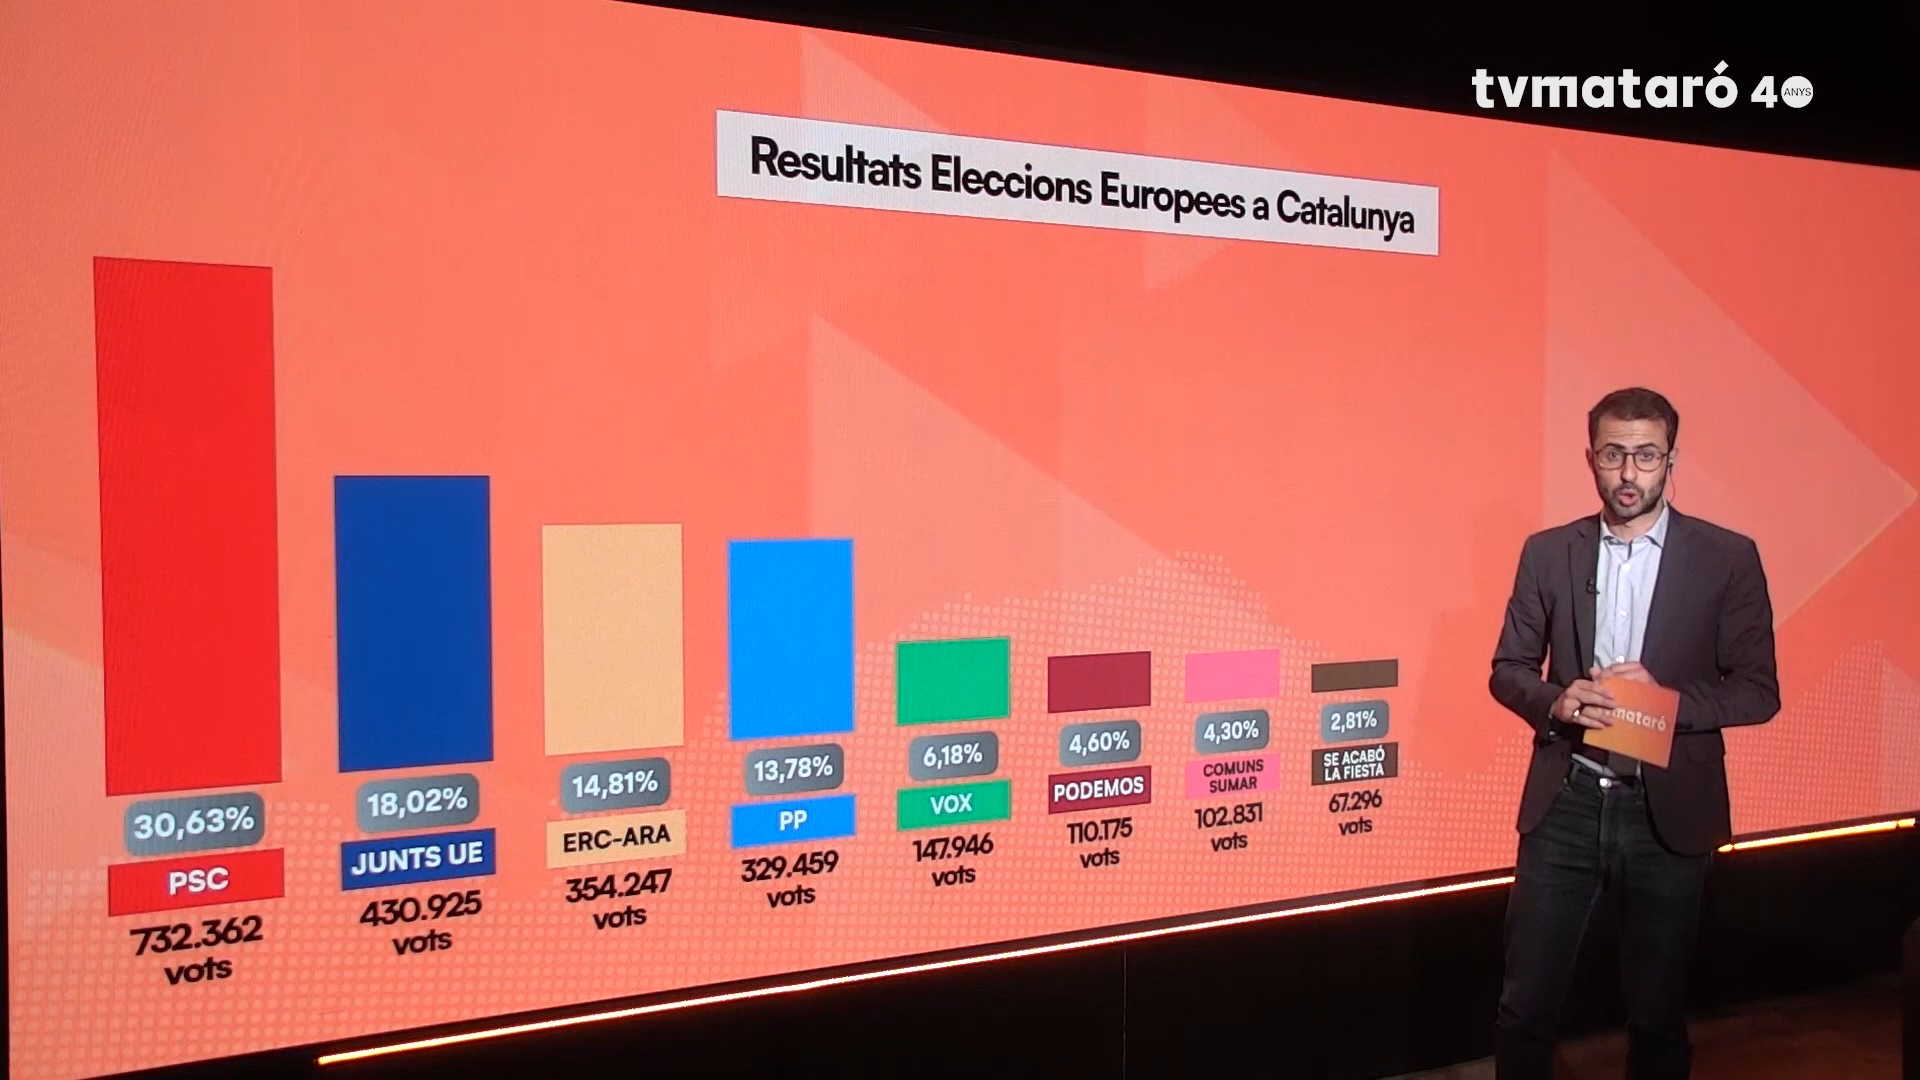 tvmataró 40 ANYS
Resultats Eleccions Europees a Catalunya
30,63%
PSC
732.362
vots
18,02%
JUNTS UE
430.925
vots
14,81%
ERC-ARA
354.247
vots
13,78%
PP
329.459
vots
6,18%
VOX
147.946
vots
4,60%
PODEMOS
110.175
vots
4,30%
COMUNS
SUMAR
102.831
vots
2,81%
SE ACABÓ
LA FIESTA
67.296
vots
mataró